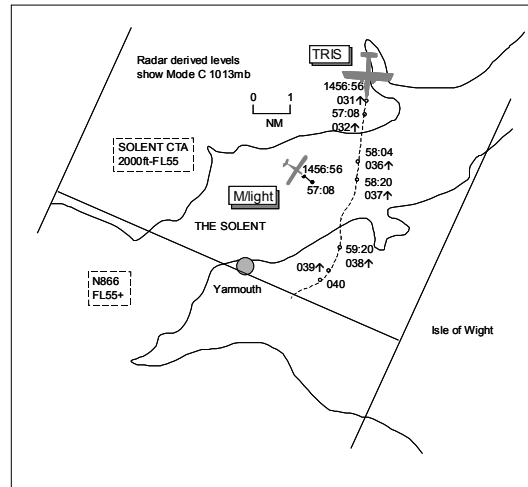 Radar derived levels
show Mode C 1013mb
TRIS
1456:56
031↑
57:08
032↑
0 1
NM
SOLENT CTA
2000ft-FL55
58:04
036↑
1456:56
57:08
58:20
037↑
M/light
THE SOLENT
59:20
038↑
039↑
040
N866
FL55+
Yarmouth
Isle of Wight